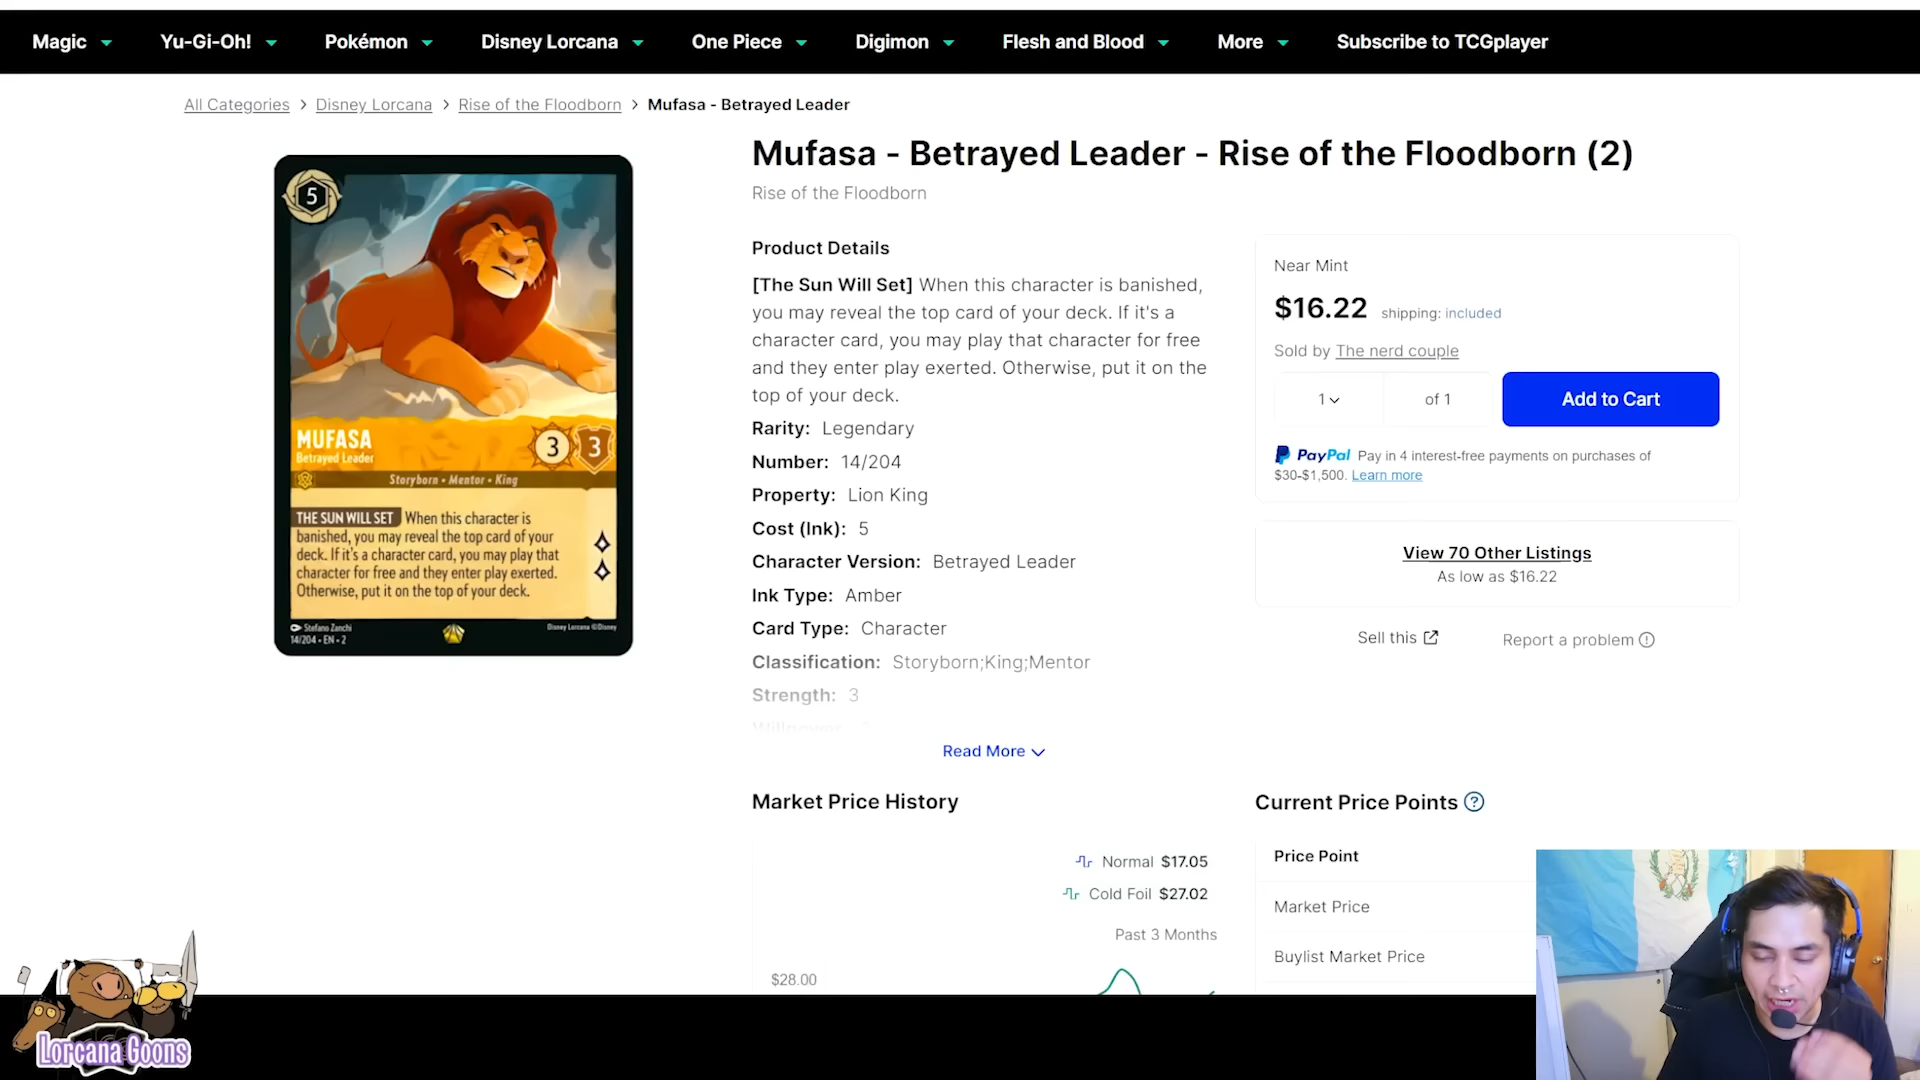 Magic Yu-Gi-Oh! Pokémon Disney Lorcana One Piece Digimon Flesh and Blood More Subscribe to TCGplayer
All Categories > Disney Lorcana > Rise of the Floodborn > Mufasa - Betrayed Leader
5
MUFASA
Betrayed Leader
3 3
Storyborn • Mentor • King
THE SUN WILL SET When this character is
banished, you may reveal the top card of your
deck. If it's a character card, you may play that
character for free and they enter play exerted.
Otherwise, put it on the top of your deck.
Stefano Zanchi
14/204 • EN • 2
Disney Lorcana ©Disney
Mufasa - Betrayed Leader - Rise of the Floodborn (2)
Rise of the Floodborn
Product Details
[The Sun Will Set] When this character is banished,
you may reveal the top card of your deck. If it's a
character card, you may play that character for free
and they enter play exerted. Otherwise, put it on the
top of your deck.
Rarity: Legendary
Number: 14/204
Property: Lion King
Cost (Ink): 5
Character Version: Betrayed Leader
Ink Type: Amber
Card Type: Character
Classification: Storyborn;King;Mentor
Strength: 3
Read More
Near Mint
$16.22 shipping: included
Sold by The nerd couple
1 of 1 Add to Cart
PayPal Pay in 4 interest-free payments on purchases of
$30-$1,500. Learn more
View 70 Other Listings
As low as $16.22
Sell this Report a problem
Market Price History
Normal $17.05
Cold Foil $27.02
Past 3 Months
$28.00
Current Price Points ?
Price Point
Market Price
Buylist Market Price
Lorcana Goons